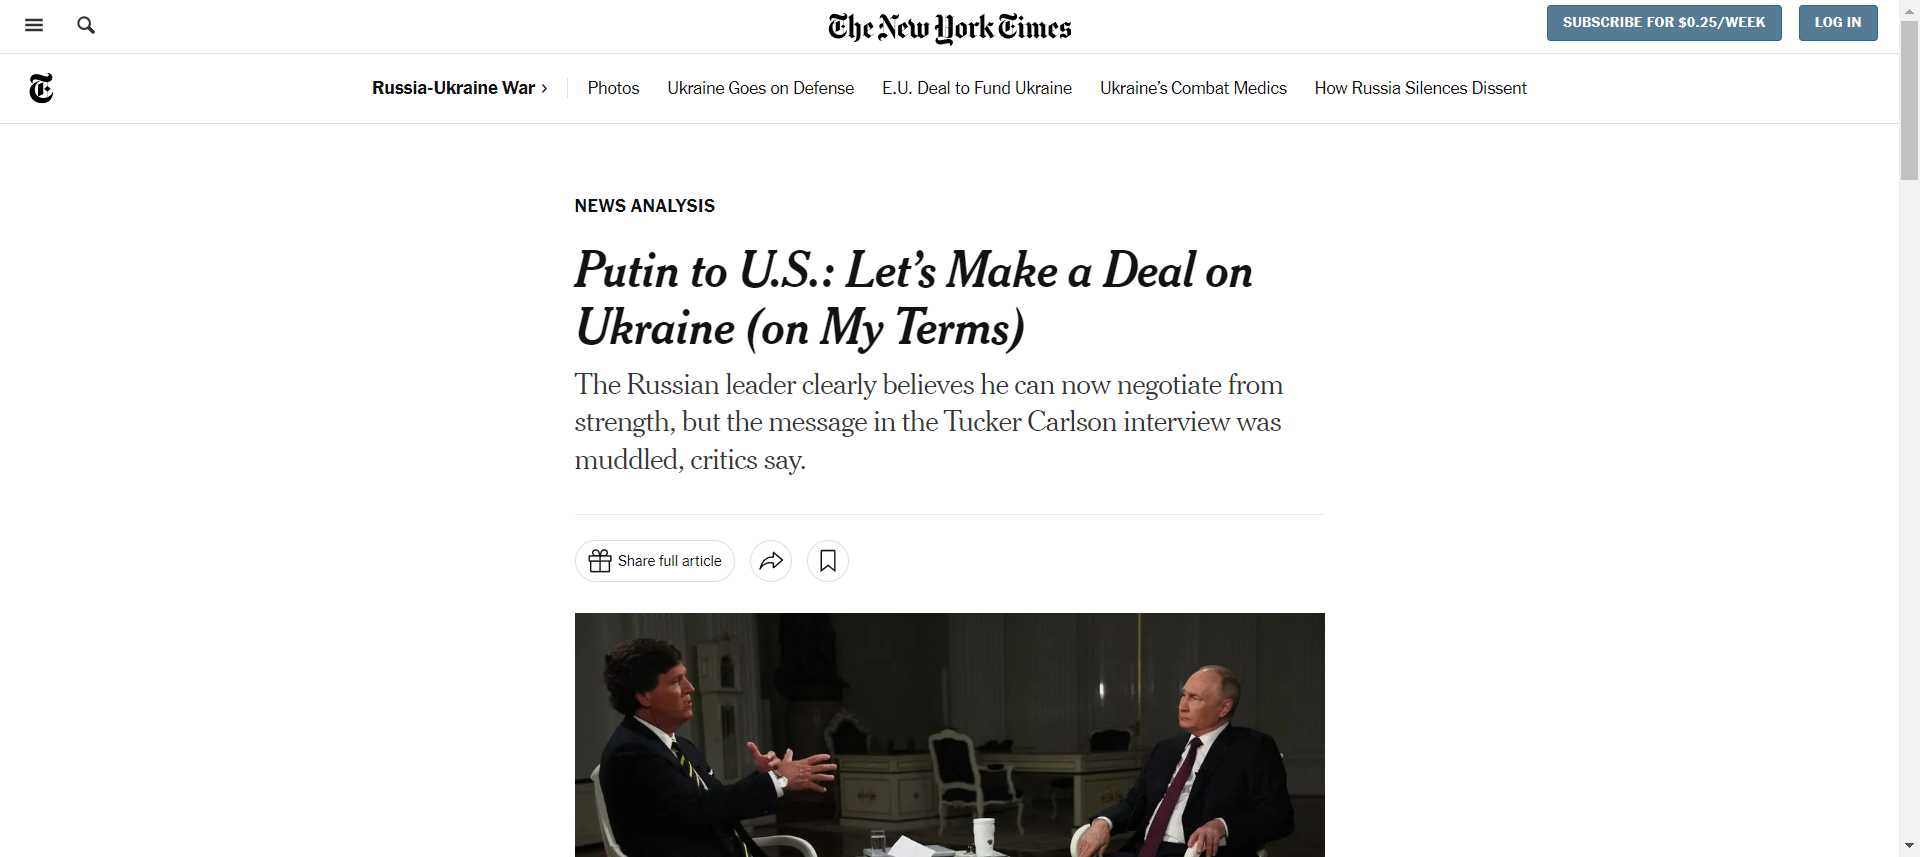 The New York Times
SUBSCRIBE FOR $0.25/WEEK
LOG IN
T
Russia-Ukraine War ›
Photos
Ukraine Goes on Defense
E.U. Deal to Fund Ukraine
Ukraine’s Combat Medics
How Russia Silences Dissent
NEWS ANALYSIS
Putin to U.S.: Let’s Make a Deal on
Ukraine (on My Terms)
The Russian leader clearly believes he can now negotiate from
strength, but the message in the Tucker Carlson interview was
muddled, critics say.
Share full article